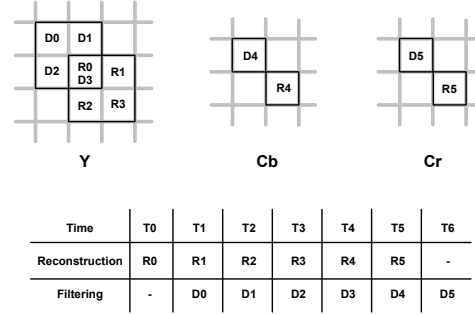 D0 D1
D2 R0 R1
D3
R2 R3
D4
R4
D5
R5
Y Cb Cr
Time T0 T1 T2 T3 T4 T5 T6
Reconstruction R0 R1 R2 R3 R4 R5 -
Filtering - D0 D1 D2 D3 D4 D5